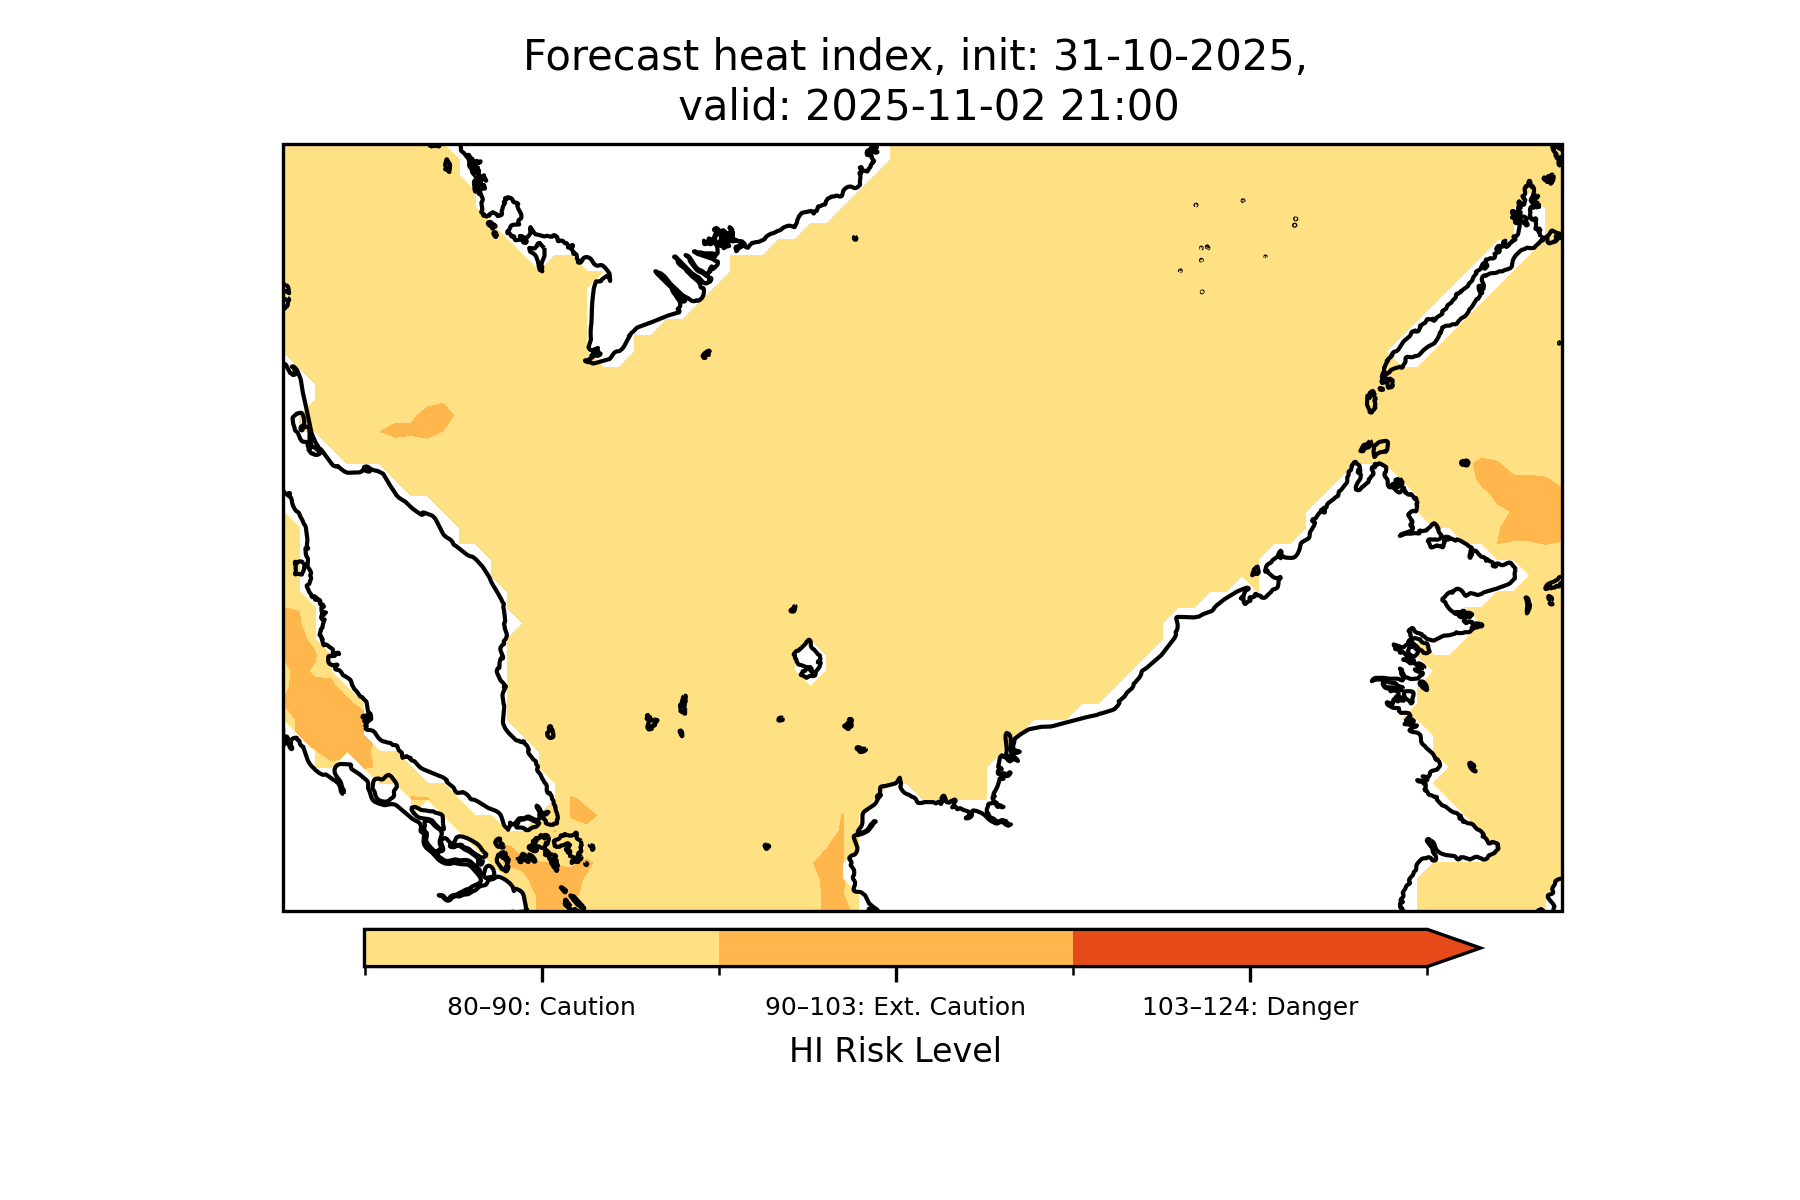 Forecast heat index, init: 31-10-2025,
valid: 2025-11-02 21:00
80–90: Caution
90–103: Ext. Caution
103–124: Danger
HI Risk Level